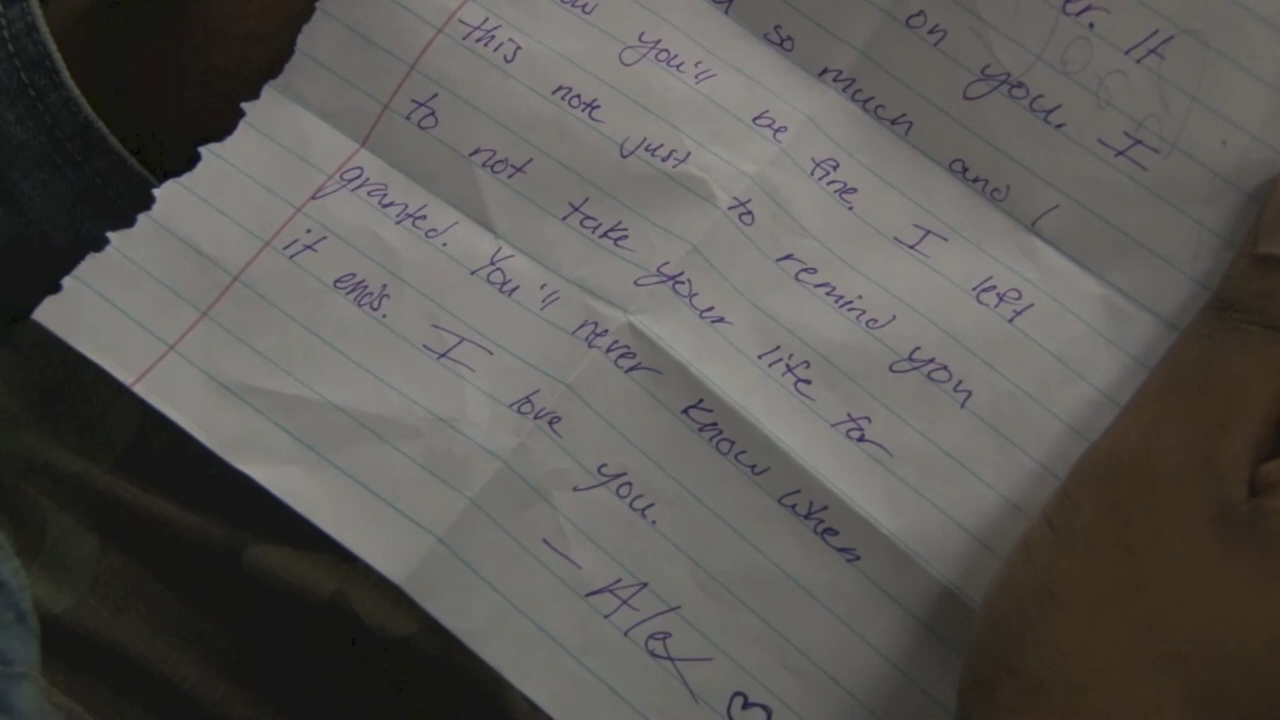 It
on you. I
so much and I
you'll be fine. I left
this note just to remind you
to not take your life for
granted. You'll never know when
it ends. I love you.
— Alex ♡